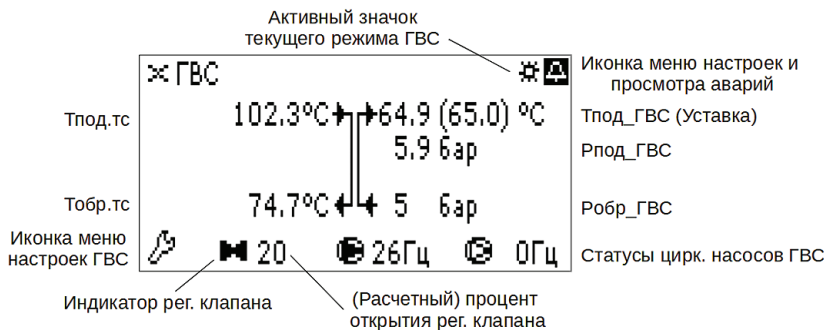 Активный значок
текущего режима ГВС
ГВС
Иконка меню настроек и
просмотра аварий
Тпод.тс
102.3°C
64.9 (65.0) °C
Тпод_ГВС (Уставка)
5.9 бар
Рпод_ГВС
Тобр.тс
74.7°C
5 бар
Робр_ГВС
Иконка меню
настроек ГВС
20
26Гц
0Гц
Статусы цирк. насосов ГВС
Индикатор рег. клапана
(Расчетный) процент
открытия рег. клапана